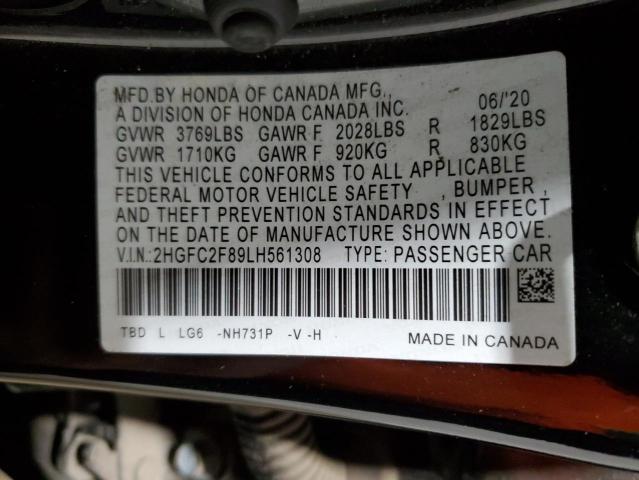 MFD.BY HONDA OF CANADA MFG., 06/'20
A DIVISION OF HONDA CANADA INC.
GVWR 3769LBS GAWR F 2028LBS R 1829LBS
GVWR 1710KG GAWR F 920KG R 830KG
THIS VEHICLE CONFORMS TO ALL APPLICABLE
FEDERAL MOTOR VEHICLE SAFETY , BUMPER ,
AND THEFT PREVENTION STANDARDS IN EFFECT
ON THE DATE OF MANUFACTURE SHOWN ABOVE.
V.I.N.:2HGFC2F89LH561308 TYPE: PASSENGER CAR
TBD L LG6 -NH731P -V -H MADE IN CANADA